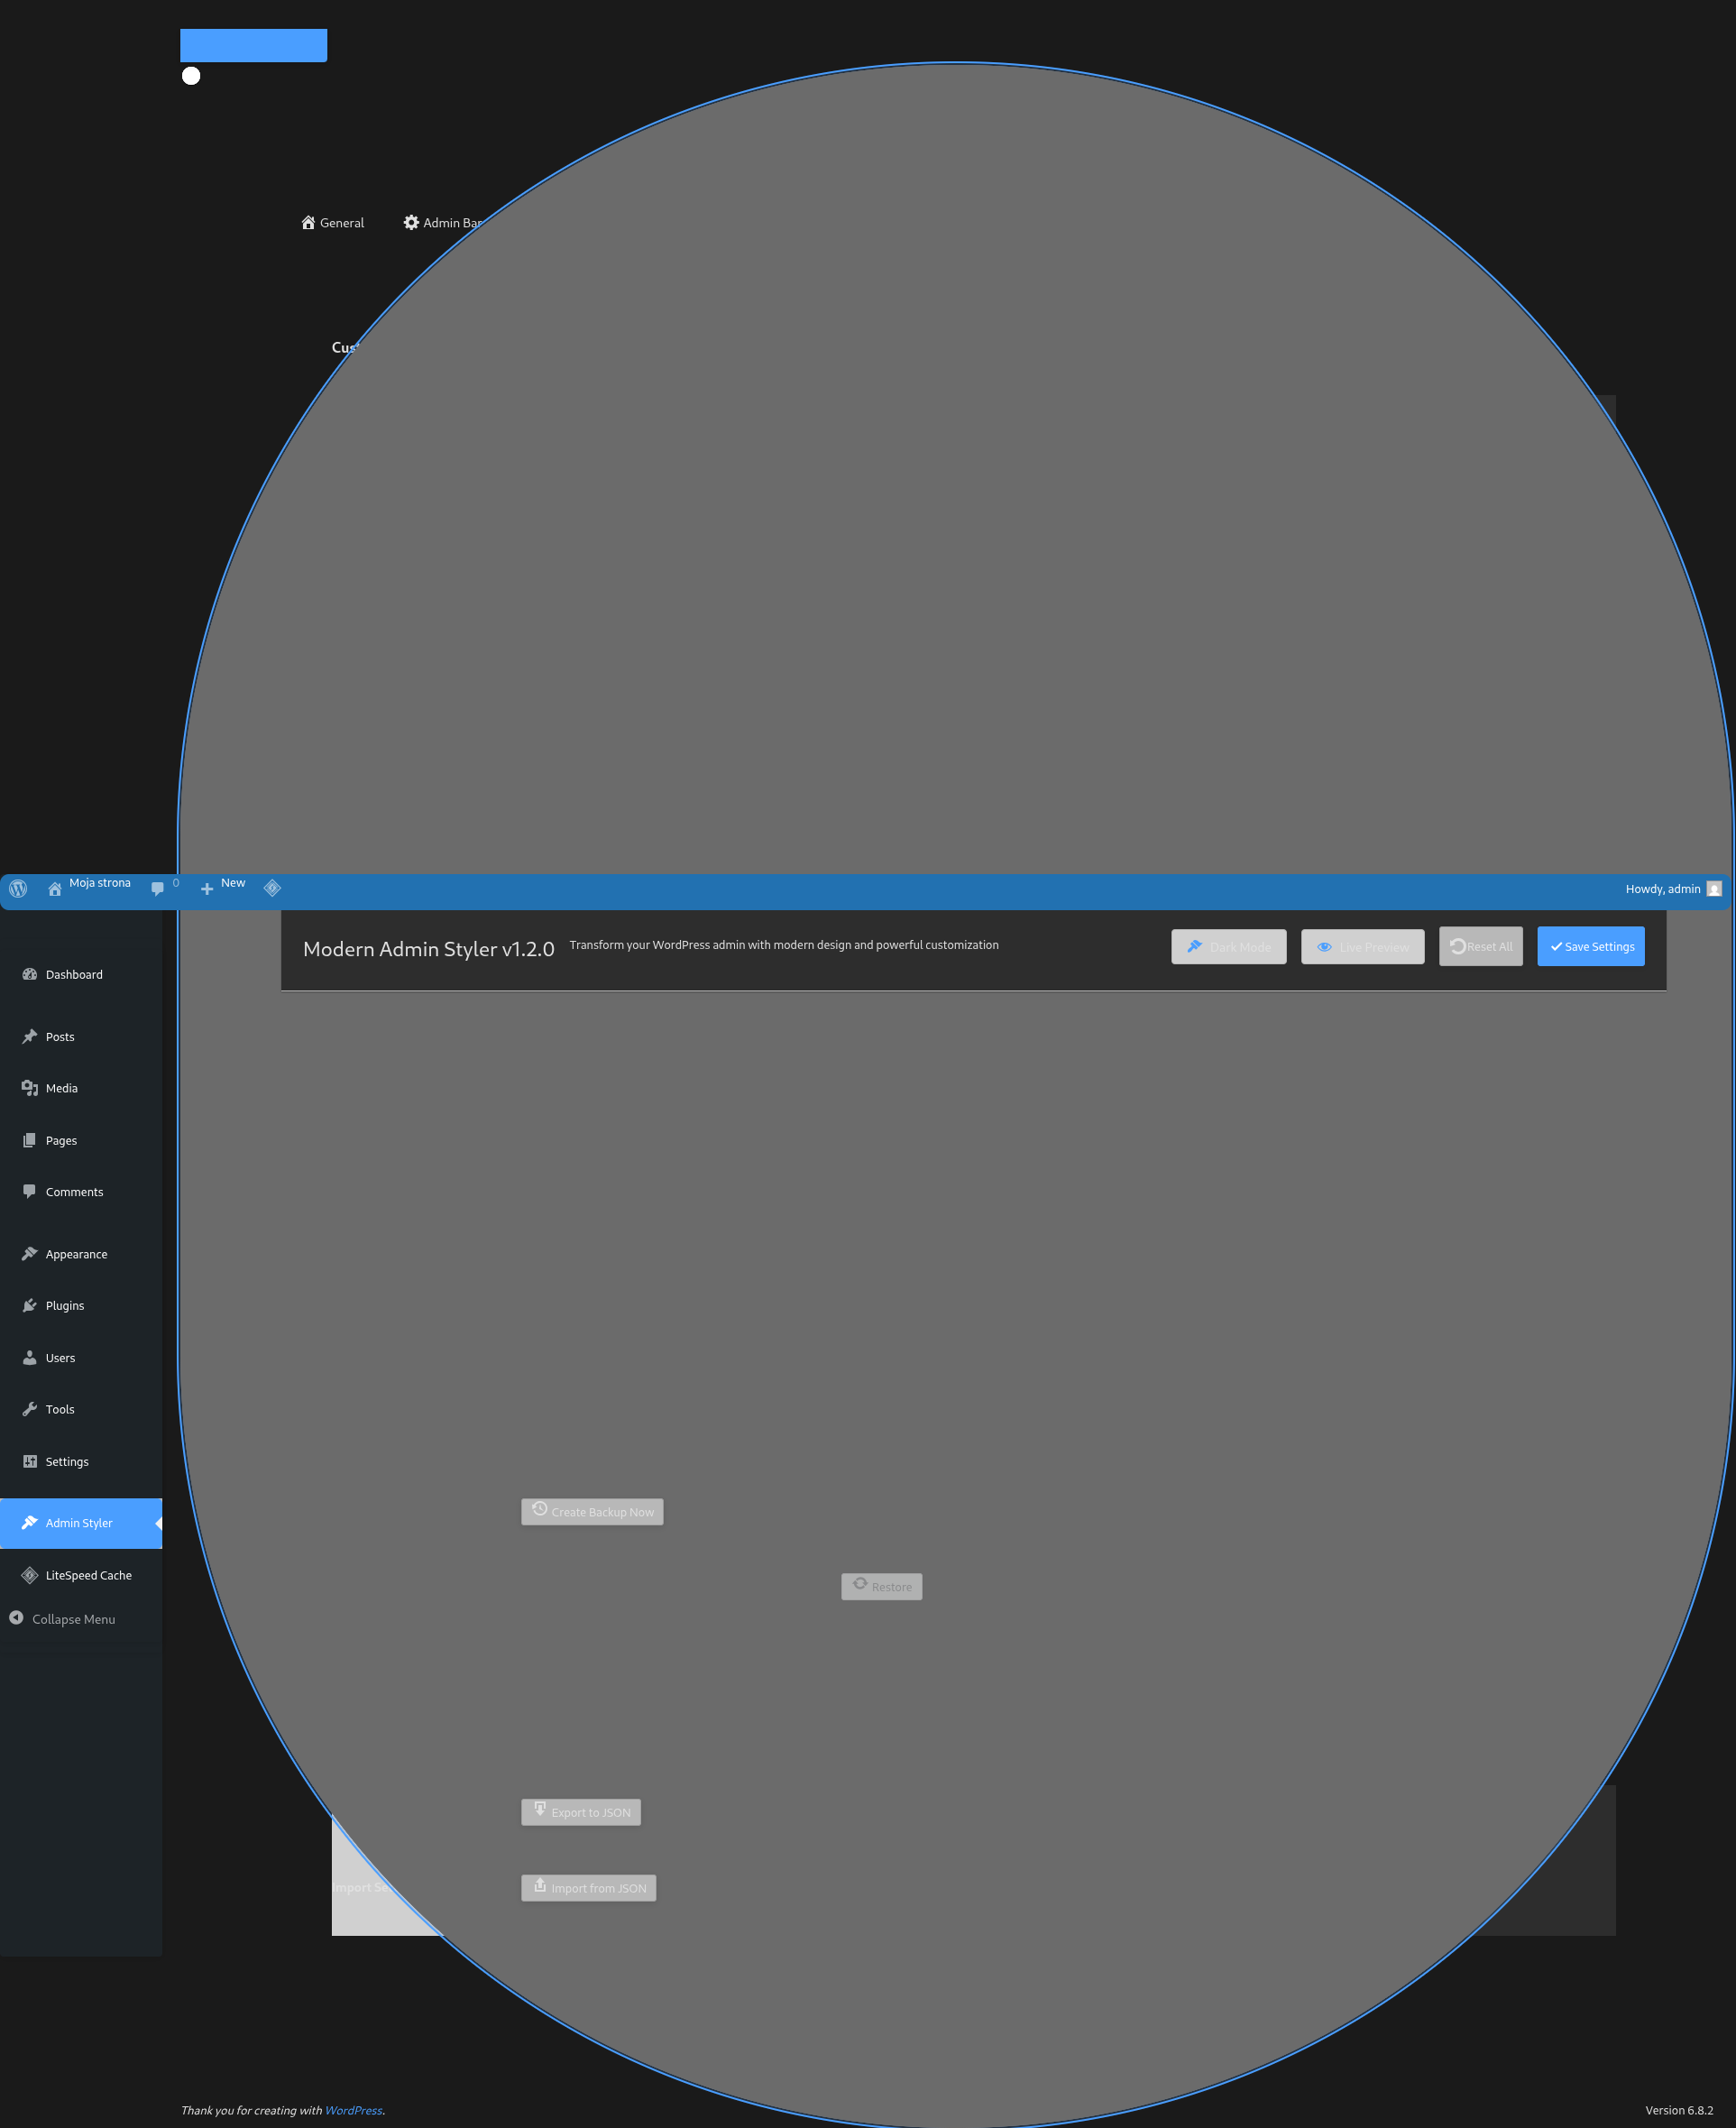 General
Admin Bar
Cus
Moja strona
0
New
Howdy, admin
Modern Admin Styler v1.2.0
Transform your WordPress admin with modern design and powerful customization
Dark Mode
Live Preview
Reset All
Save Settings
Dashboard
Posts
Media
Pages
Comments
Appearance
Plugins
Users
Tools
Settings
Admin Styler
LiteSpeed Cache
Collapse Menu
Create Backup Now
Restore
Export to JSON
Import Se
Import from JSON
Thank you for creating with WordPress.
Version 6.8.2